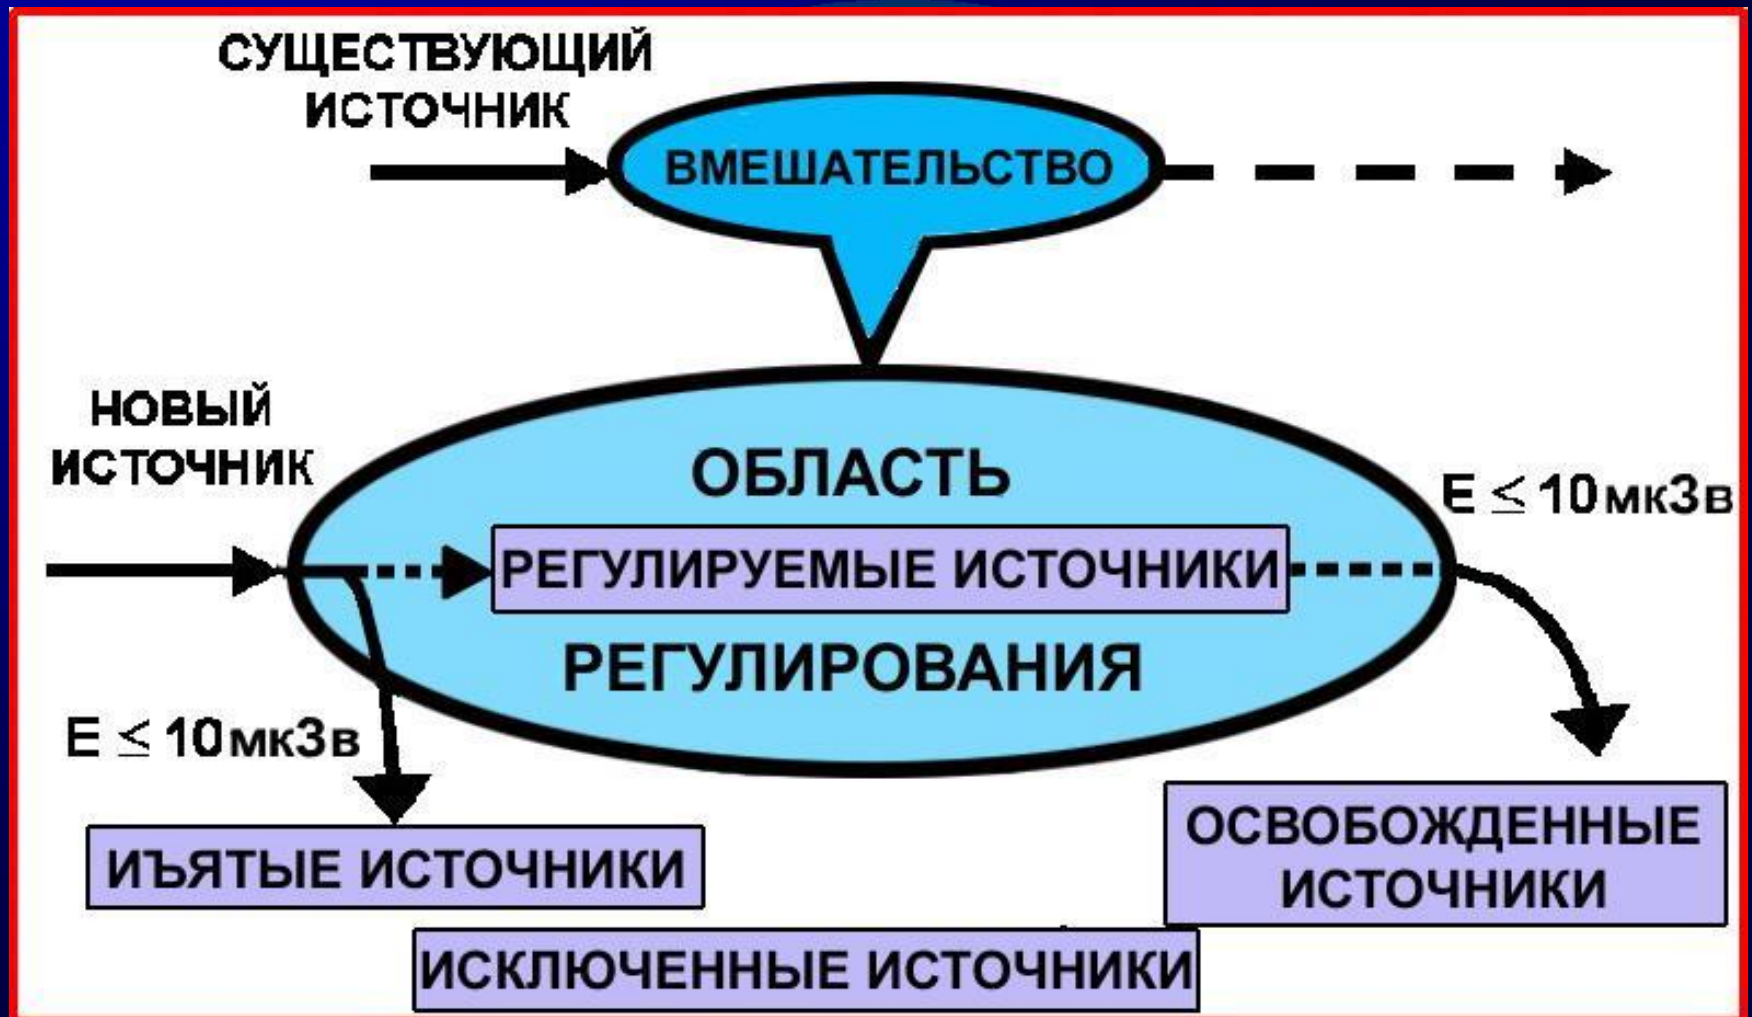 СУЩЕСТВУЮЩИЙ
ИСТОЧНИК
ВМЕШАТЕЛЬСТВО
НОВЫЙ
ИСТОЧНИК
ОБЛАСТЬ
E ≤ 10мкЗв
РЕГУЛИРУЕМЫЕ ИСТОЧНИКИ
РЕГУЛИРОВАНИЯ
E ≤ 10мкЗв
ИЪЯТЫЕ ИСТОЧНИКИ
ОСВОБОЖДЕННЫЕ
ИСТОЧНИКИ
ИСКЛЮЧЕННЫЕ ИСТОЧНИКИ